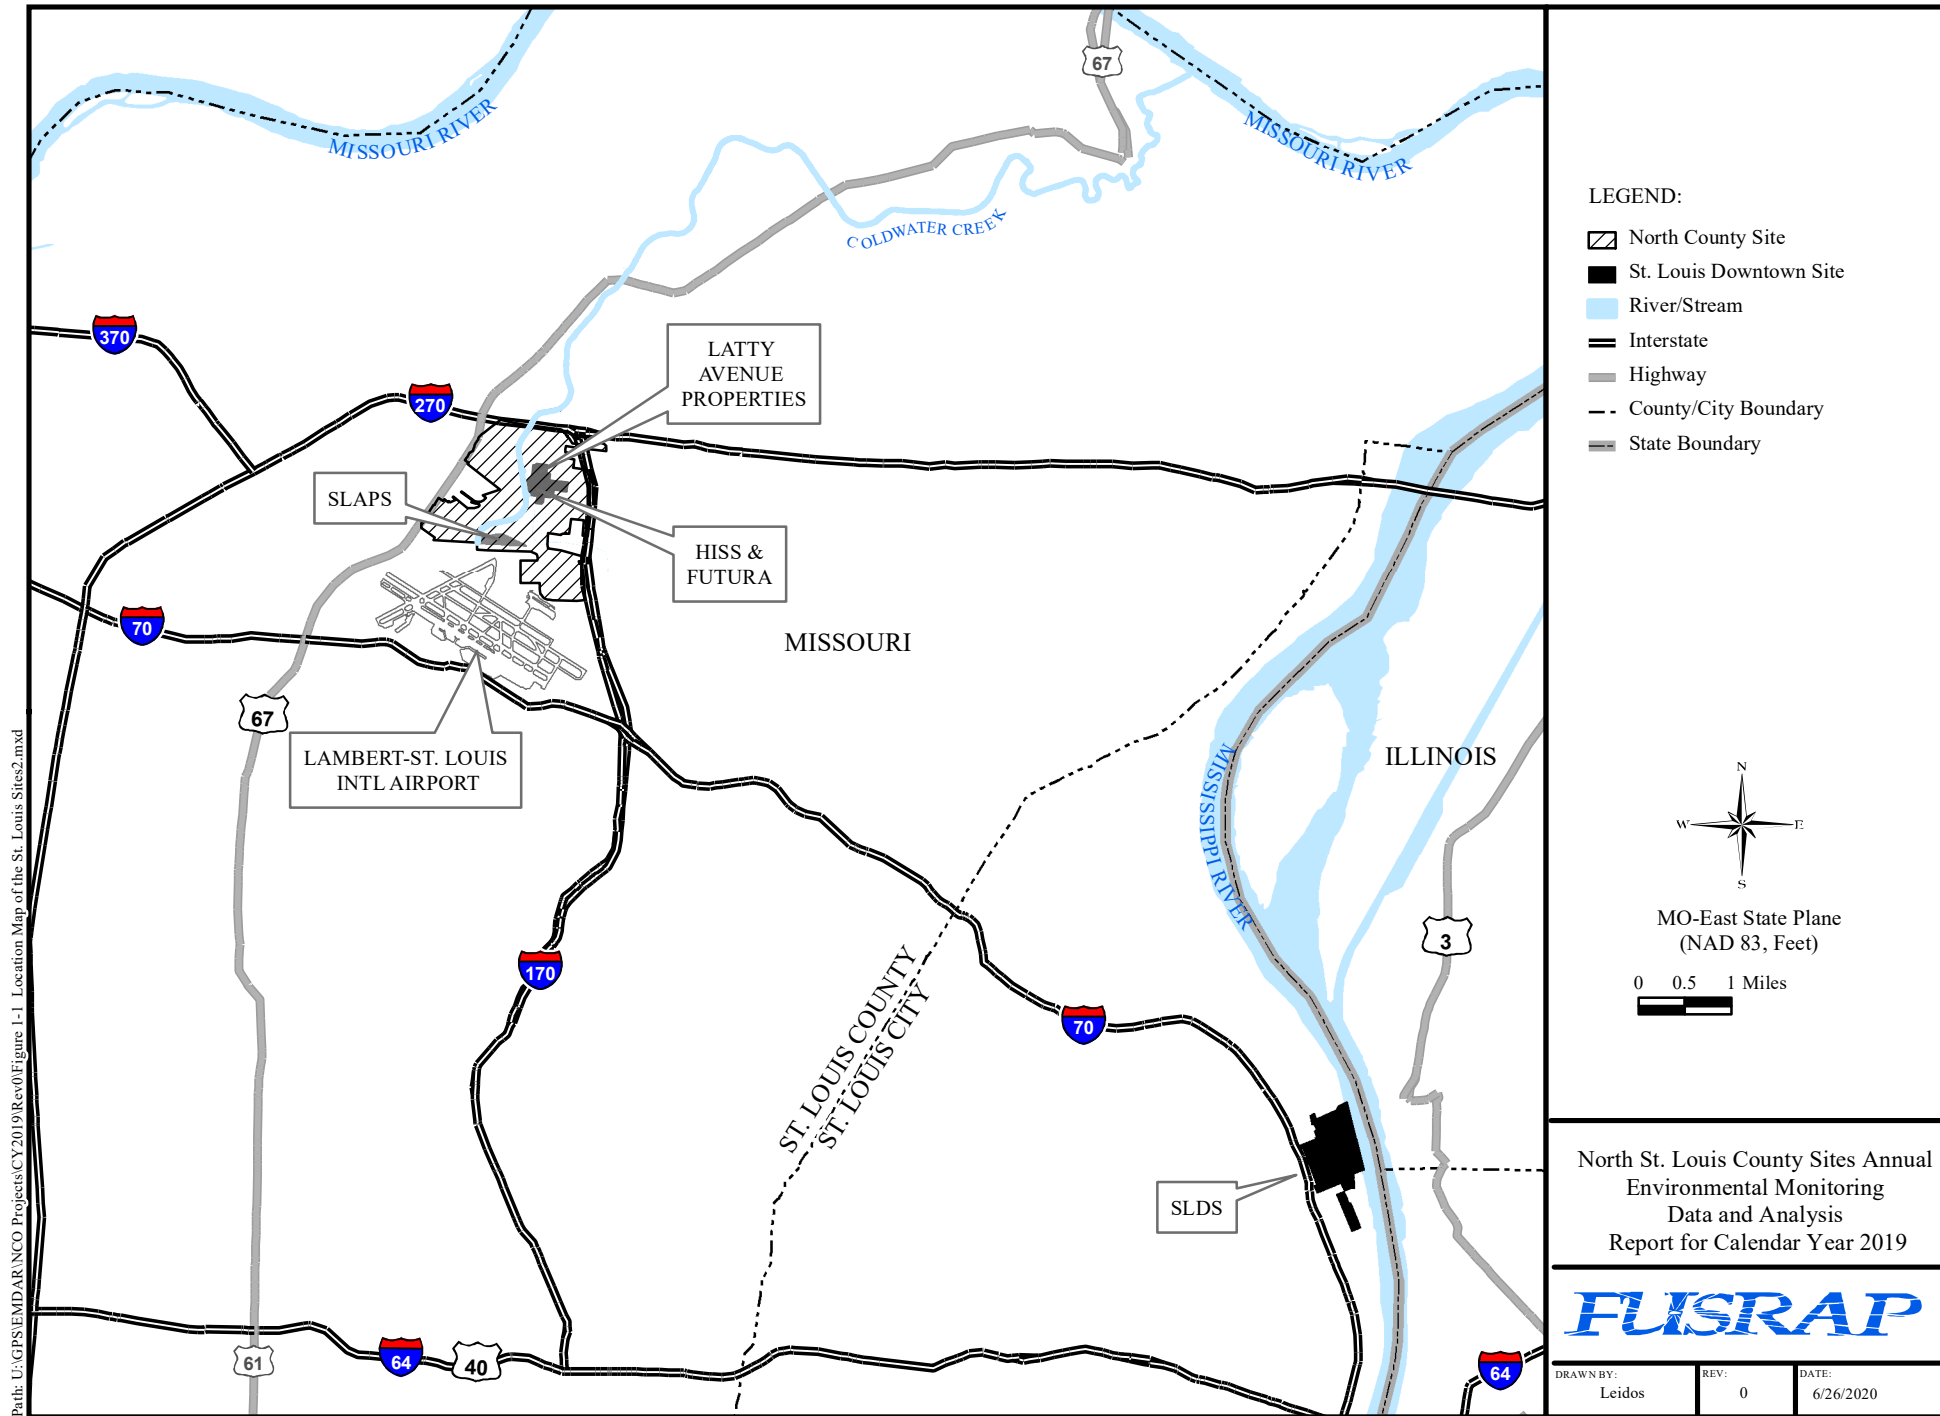 67
MISSOURI RIVER
MISSOURI RIVER
COLDWATER CREEK
370
270
LATTY
AVENUE
PROPERTIES
SLAPS
HISS &
FUTURA
70
MISSOURI
67
LAMBERT-ST. LOUIS
INTL AIRPORT
ILLINOIS
MISSISSIPPI RIVER
3
170
ST. LOUIS COUNTY
ST. LOUIS CITY
70
SLDS
61
64
40
64
LEGEND:
North County Site
St. Louis Downtown Site
River/Stream
Interstate
Highway
County/City Boundary
State Boundary
N
W
E
S
MO-East State Plane
(NAD 83, Feet)
0 0.5 1 Miles
North St. Louis County Sites Annual
Environmental Monitoring
Data and Analysis
Report for Calendar Year 2019
FUSRAP
DRAWN BY:
Leidos
REV:
0
DATE:
6/26/2020
Path: U:\GPS\EMDAR\NCO Projects\CY2019\Rev0\Figure 1-1 Location Map of the St. Louis Sites2.mxd